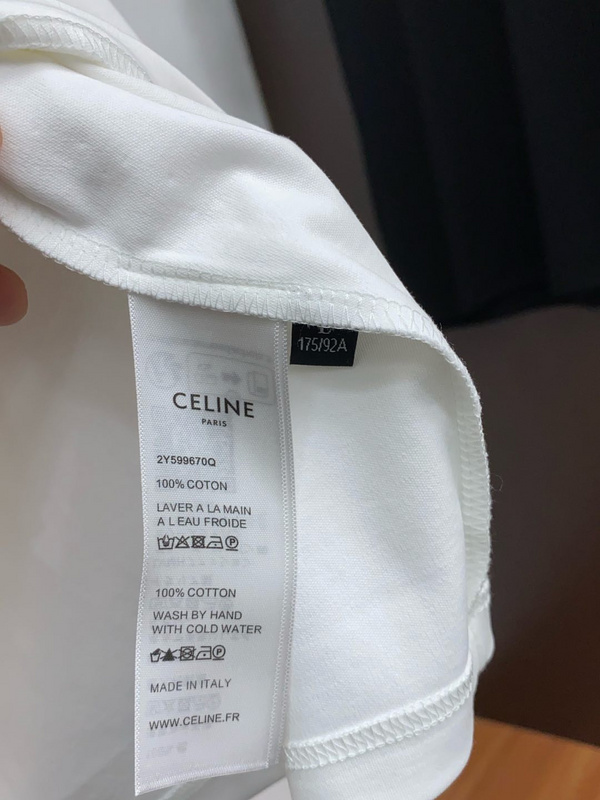 175/92A
CELINE
PARIS
2Y599670Q
100% COTON
LAVER A LA MAIN
A L EAU FROIDE
100% COTTON
WASH BY HAND
WITH COLD WATER
MADE IN ITALY
WWW.CELINE.FR